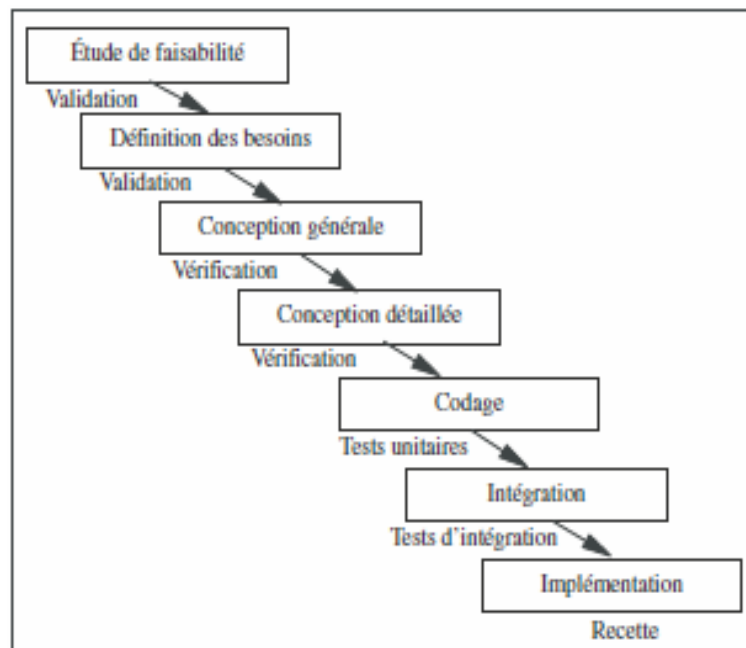 Étude de faisabilité
Validation
Définition des besoins
Validation
Conception générale
Vérification
Conception détaillée
Vérification
Codage
Tests unitaires
Intégration
Tests d'intégration
Implémentation
Recette